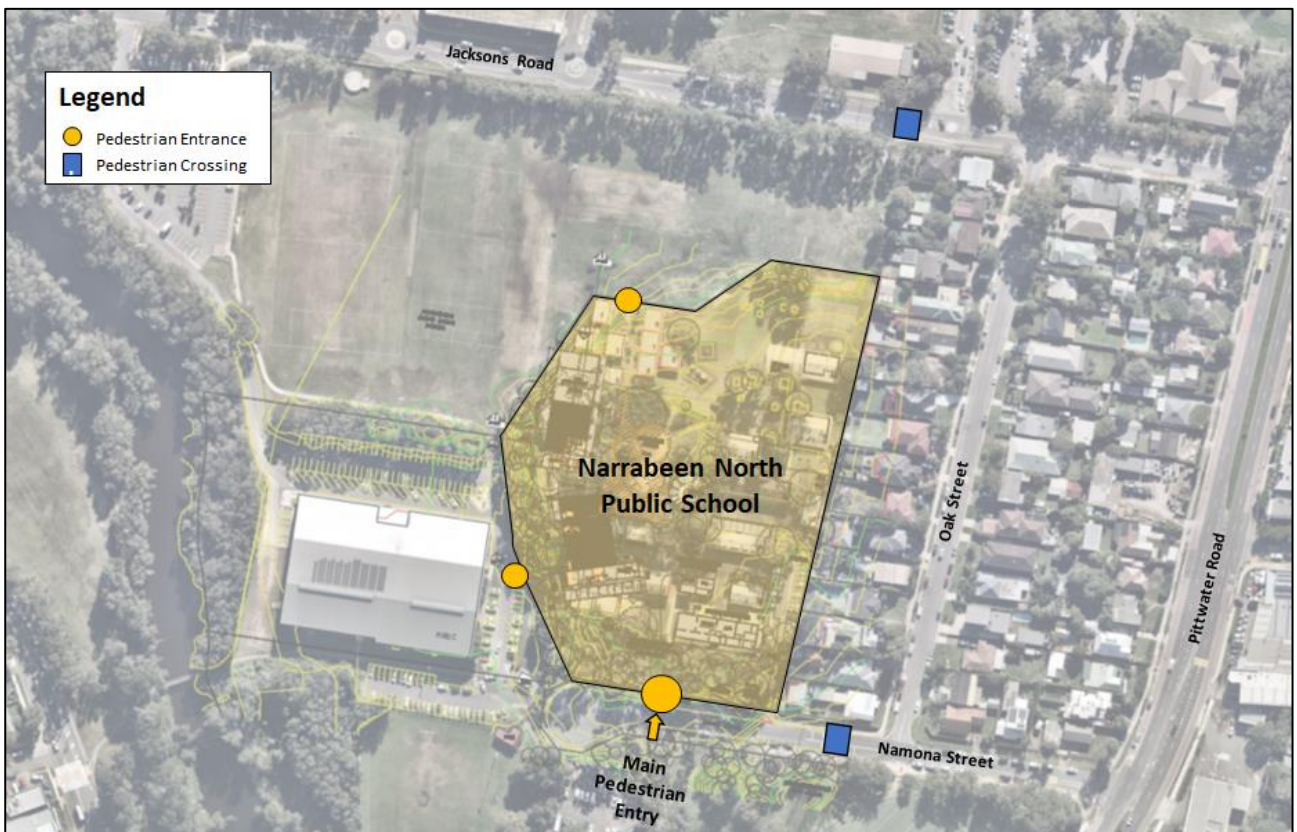 Jacksons Road
Legend
Pedestrian Entrance
Pedestrian Crossing
Narrabeen North
Public School
Oak Street
Pittwater Road
Namona Street
Main
Pedestrian
Entry